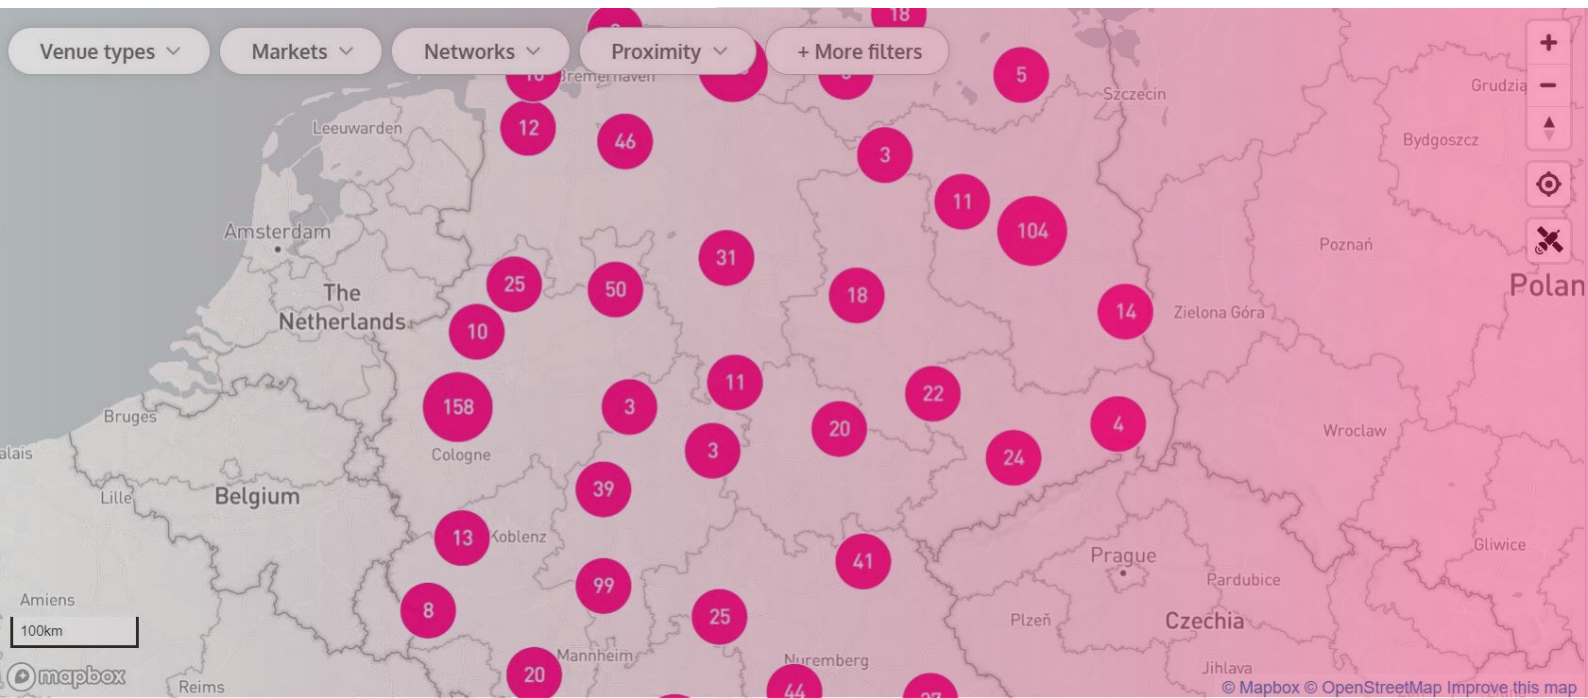 18
Venue types
Markets
Networks
Proximity
+ More filters
Bremerhaven
5
Szczecin
Grudzią
12
46
Leeuwarden
3
Bydgoszcz
11
104
Amsterdam
Poznań
31
25
50
18
14
The
Netherlands
Zielona Góra
Polan
10
11
22
158
3
20
4
Bruges
Wroclaw
alais
Cologne
3
24
39
Lille
Belgium
13
Koblenz
41
Prague
Gliwice
99
Pardubice
Amiens
8
25
Plzeň
Czechia
100km
Mannheim
Nuremberg
Jihlava
20
44
mapbox
Reims
© Mapbox © OpenStreetMap Improve this map